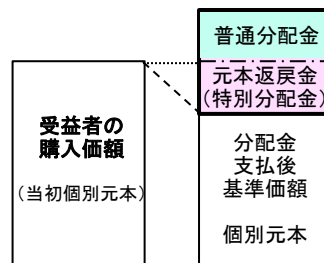 普通分配金
元本返戻金
(特別分配金)
受益者の
購入価額
(当初個別元本)
分配金
支払後
基準価額
個別元本